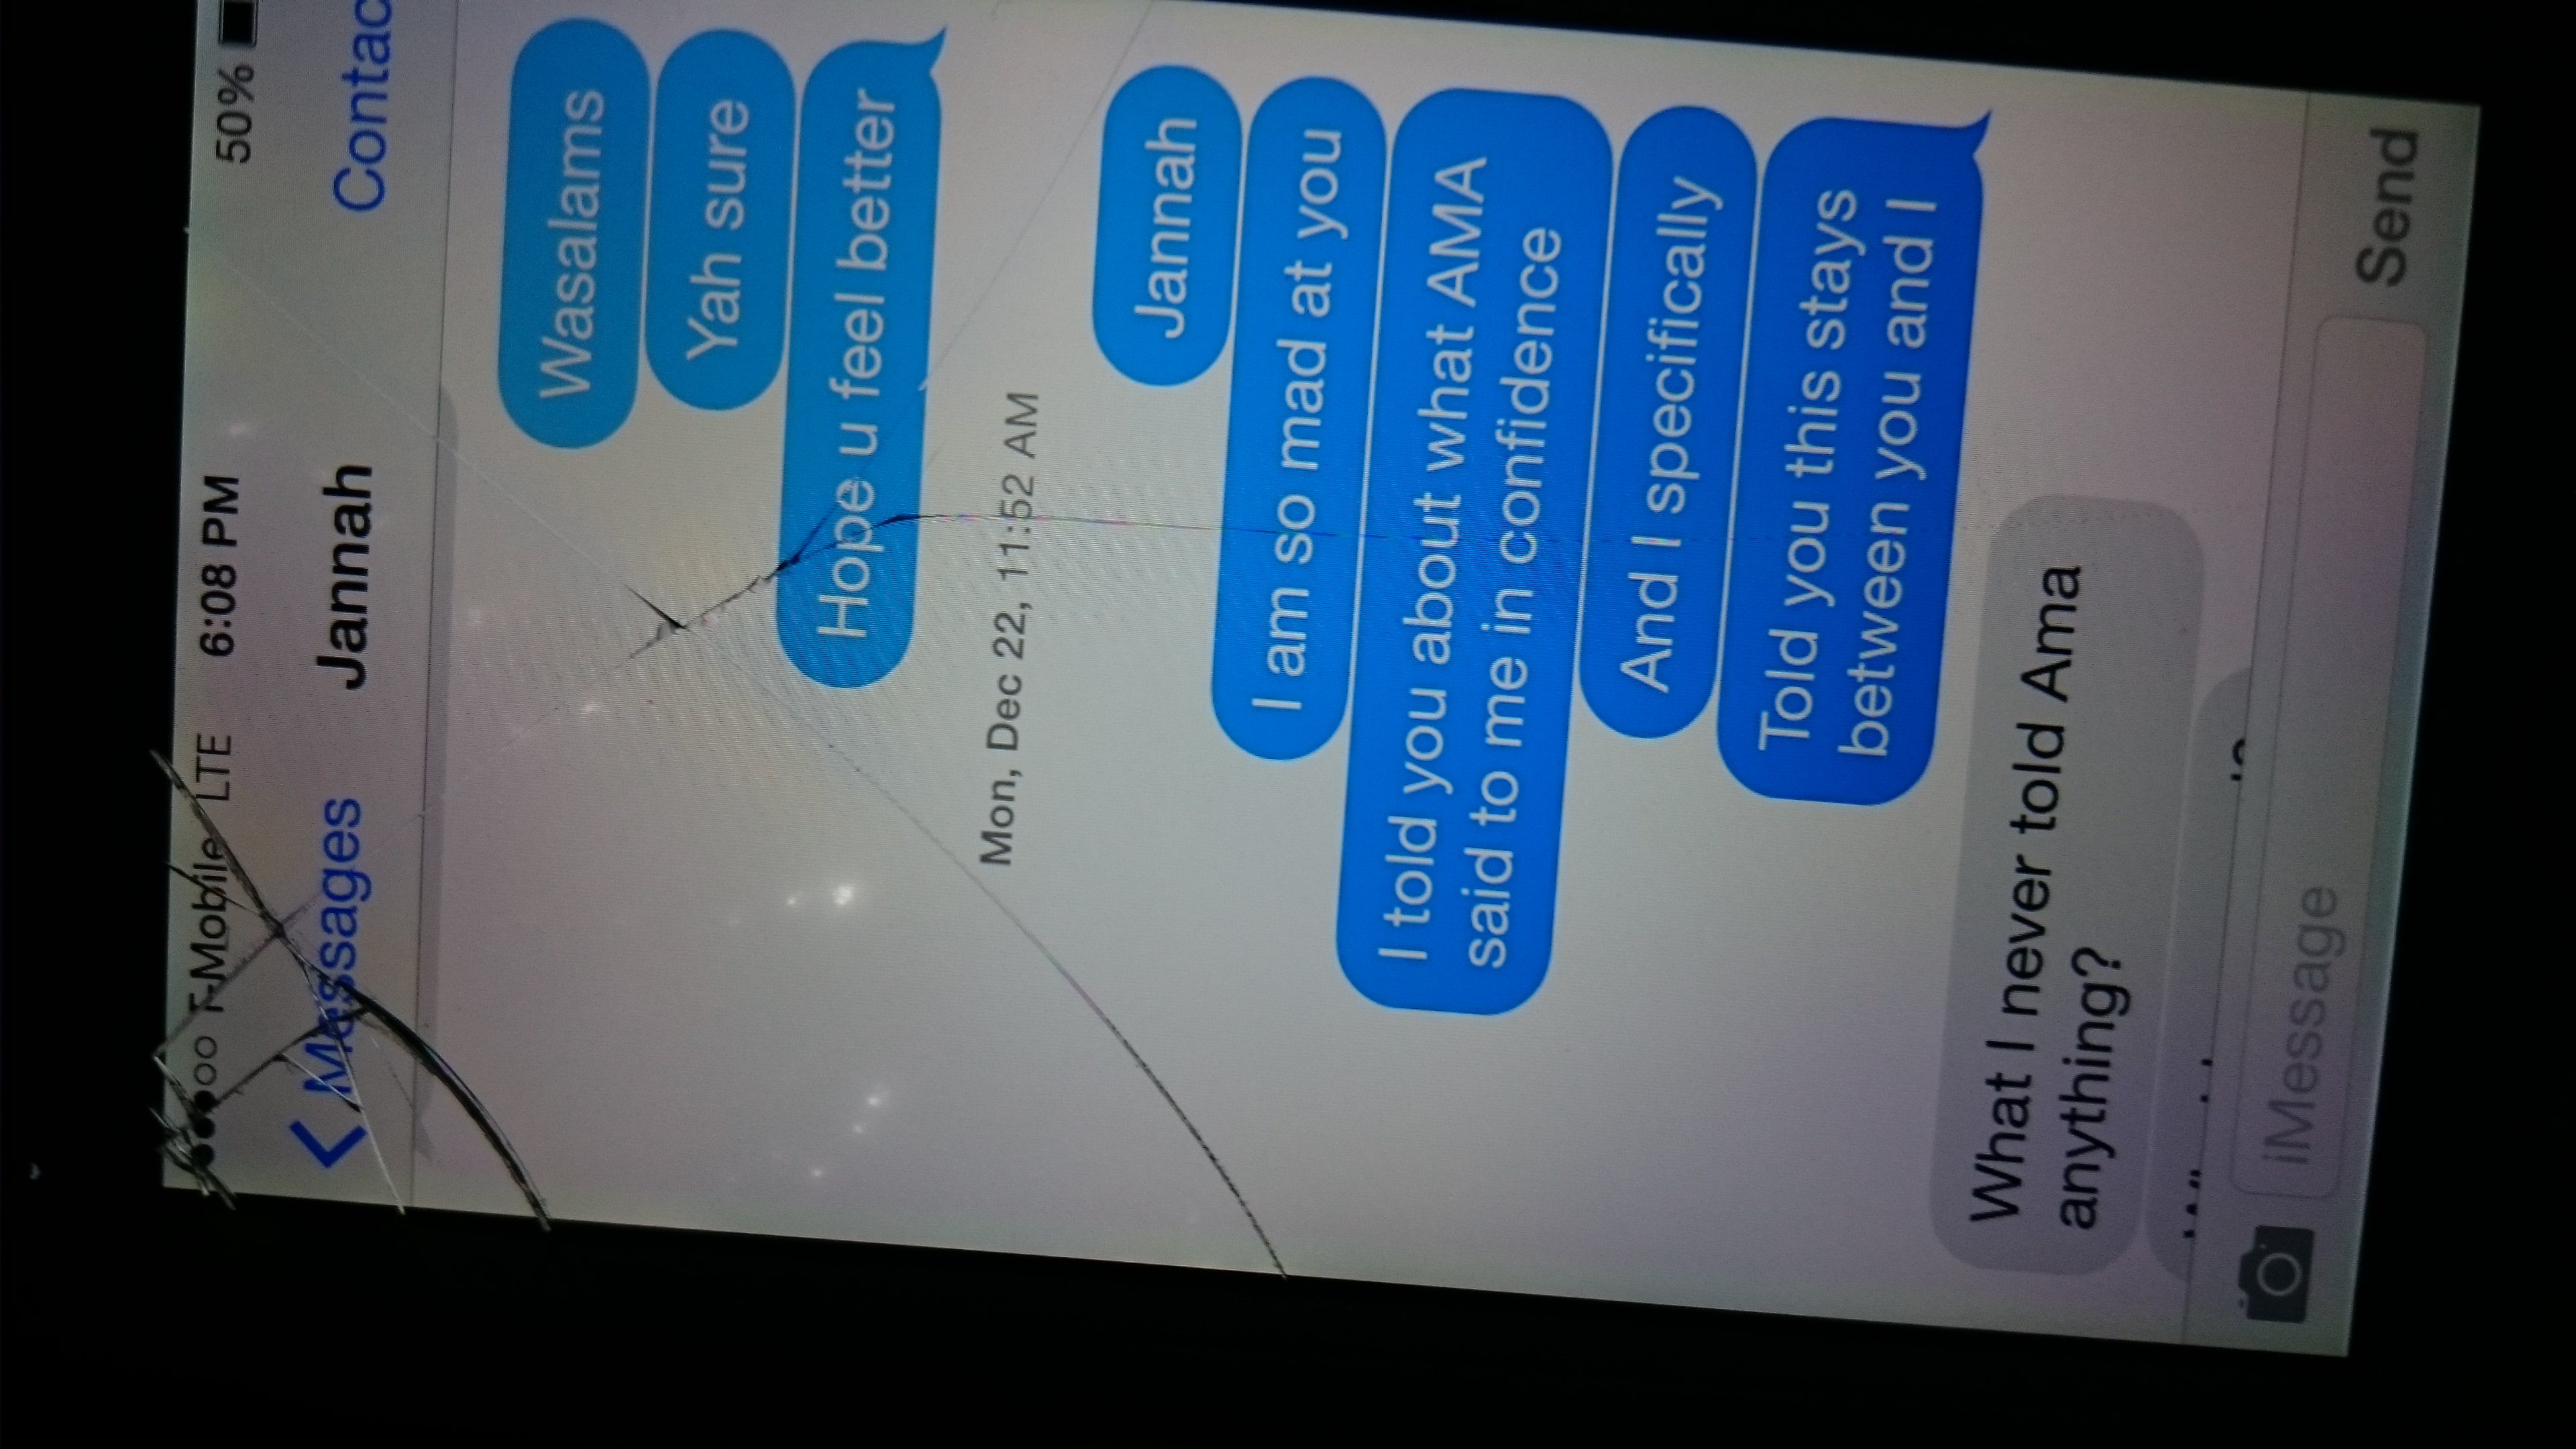 T-Mobile LTE 6:08 PM 50%
Messages Jannah Contac
Wasalams
Yah sure
Hope u feel better
Mon, Dec 22, 11:52 AM
Jannah
I am so mad at you
I told you about what AMA
said to me in confidence
And I specifically
Told you this stays
between you and I
What I never told Ama
anything?
iMessage
Send